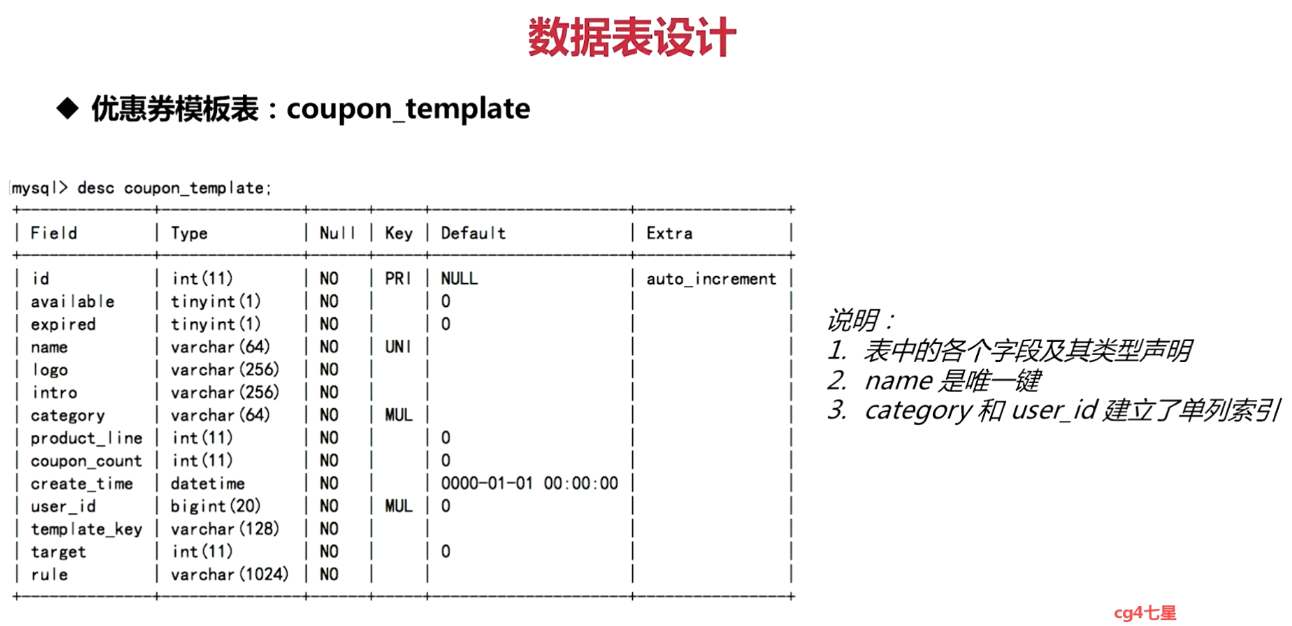 数据表设计
◆ 优惠券模板表：coupon_template
mysql> desc coupon_template;
+---------------+---------------+------+-----+---------------------+----------------+
| Field | Type | Null | Key | Default | Extra |
+---------------+---------------+------+-----+---------------------+----------------+
| id | int(11) | NO | PRI | NULL | auto_increment |
| available | tinyint(1) | NO | | 0 | |
| expired | tinyint(1) | NO | | 0 | |
| name | varchar(64) | NO | UNI | | |
| logo | varchar(256) | NO | | | |
| intro | varchar(256) | NO | | | |
| category | varchar(64) | NO | MUL | | |
| product_line | int(11) | NO | | 0 | |
| coupon_count | int(11) | NO | | 0 | |
| create_time | datetime | NO | | 0000-01-01 00:00:00 | |
| user_id | bigint(20) | NO | MUL | 0 | |
| template_key | varchar(128) | NO | | | |
| target | int(11) | NO | | 0 | |
| rule | varchar(1024) | NO | | | |
+---------------+---------------+------+-----+---------------------+----------------+
说明：
1. 表中的各个字段及其类型声明
2. name 是唯一键
3. category 和 user_id 建立了单列索引
cg4七星